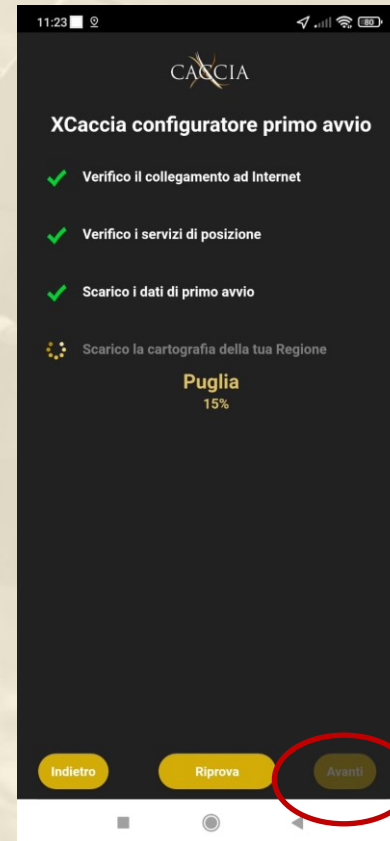 11:23
80
CACCIA
XCaccia configuratore primo avvio
Verifico il collegamento ad Internet
Verifico i servizi di posizione
Scarico i dati di primo avvio
Scarico la cartografia della tua Regione
Puglia
15%
Indietro Riprova Avanti